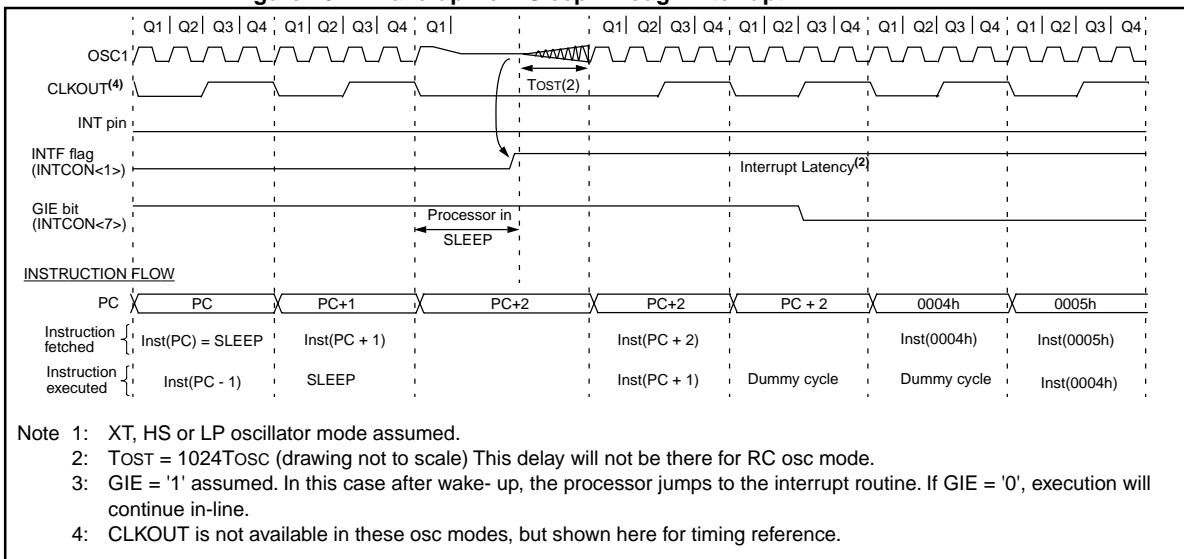 Q1 Q2 Q3 Q4 Q1 Q2 Q3 Q4 Q1 Q1 Q2 Q3 Q4 Q1 Q2 Q3 Q4 Q1 Q2 Q3 Q4 Q1 Q2 Q3 Q4
OSC1
TOST(2)
CLKOUT(4)
INT pin
INTF flag
(INTCON<1>)
Interrupt Latency(2)
GIE bit
(INTCON<7>)
Processor in
SLEEP
INSTRUCTION FLOW
PC PC PC+1 PC+2 PC+2 PC + 2 0004h 0005h
Instruction
fetched
Inst(PC) = SLEEP Inst(PC + 1) Inst(PC + 2) Inst(0004h) Inst(0005h)
Instruction
executed
Inst(PC - 1) SLEEP Inst(PC + 1) Dummy cycle Dummy cycle Inst(0004h)
Note 1: XT, HS or LP oscillator mode assumed.
2: TOST = 1024TOSC (drawing not to scale) This delay will not be there for RC osc mode.
3: GIE = '1' assumed. In this case after wake- up, the processor jumps to the interrupt routine. If GIE = '0', execution will
continue in-line.
4: CLKOUT is not available in these osc modes, but shown here for timing reference.